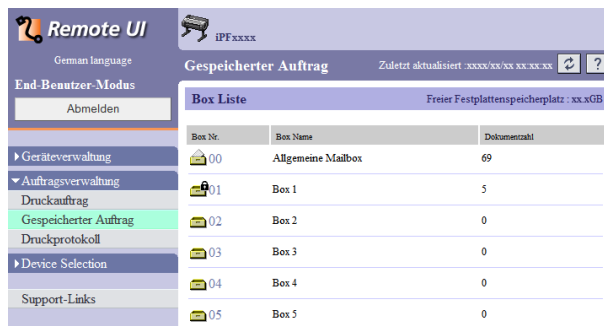 Remote UI
German language
End-Benutzer-Modus
Abmelden
Geräteverwaltung
Auftragsverwaltung
Druckauftrag
Gespeicherter Auftrag
Druckprotokoll
Device Selection
Support-Links
iPFxxxx
Gespeicherter Auftrag Zuletzt aktualisiert :xxxx/xx/xx xx:xx:xx ?
Box Liste Freier Festplattenspeicherplatz : xx.xGB
Box Nr. Box Name Dokumentzahl
00 Allgemeine Mailbox 69
01 Box 1 5
02 Box 2 0
03 Box 3 0
04 Box 4 0
05 Box 5 0